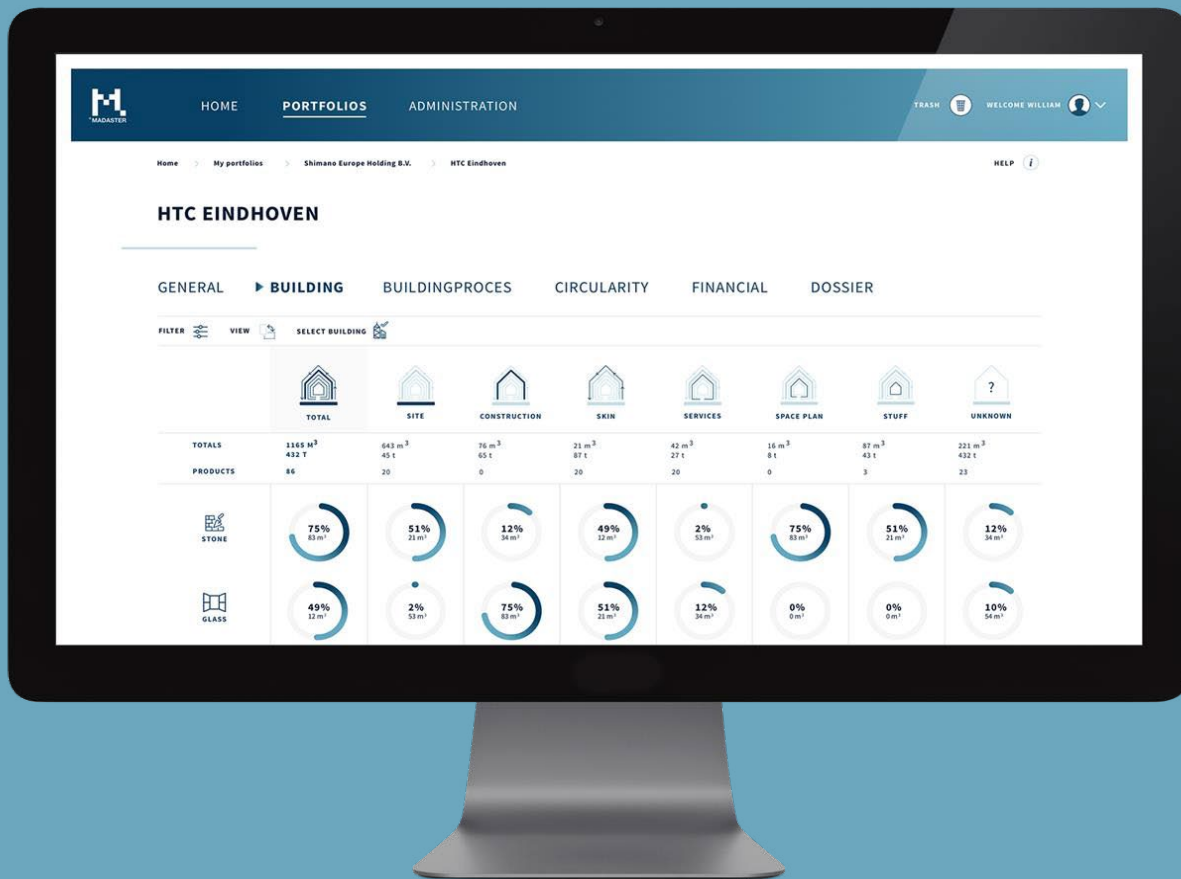 MADASTER
HOME PORTFOLIOS ADMINISTRATION
TRASH WELCOME WILLIAM
Home My portfolios Shimano Europe Holding B.V. HTC Eindhoven
HELP i
HTC EINDHOVEN
GENERAL BUILDING BUILDINGPROCES CIRCULARITY FINANCIAL DOSSIER
FILTER VIEW SELECT BUILDING
?
TOTAL SITE CONSTRUCTION SKIN SERVICES SPACE PLAN STUFF UNKNOWN
TOTALS 1165 M³ 643 m³ 76 m³ 21 m³ 42 m³ 16 m³ 87 m³ 221 m³
432 T 45 t 65 t 87 t 27 t 8 t 43 t 432 t
PRODUCTS 86 20 0 20 20 0 3 23
STONE
75% 51% 12% 49% 2% 75% 51% 12%
83 m³ 21 m³ 34 m³ 12 m³ 53 m³ 83 m³ 21 m³ 34 m³
GLASS
49% 2% 75% 51% 12% 0% 0% 10%
12 m³ 53 m³ 83 m³ 21 m³ 34 m³ 0 m³ 0 m³ 54 m³